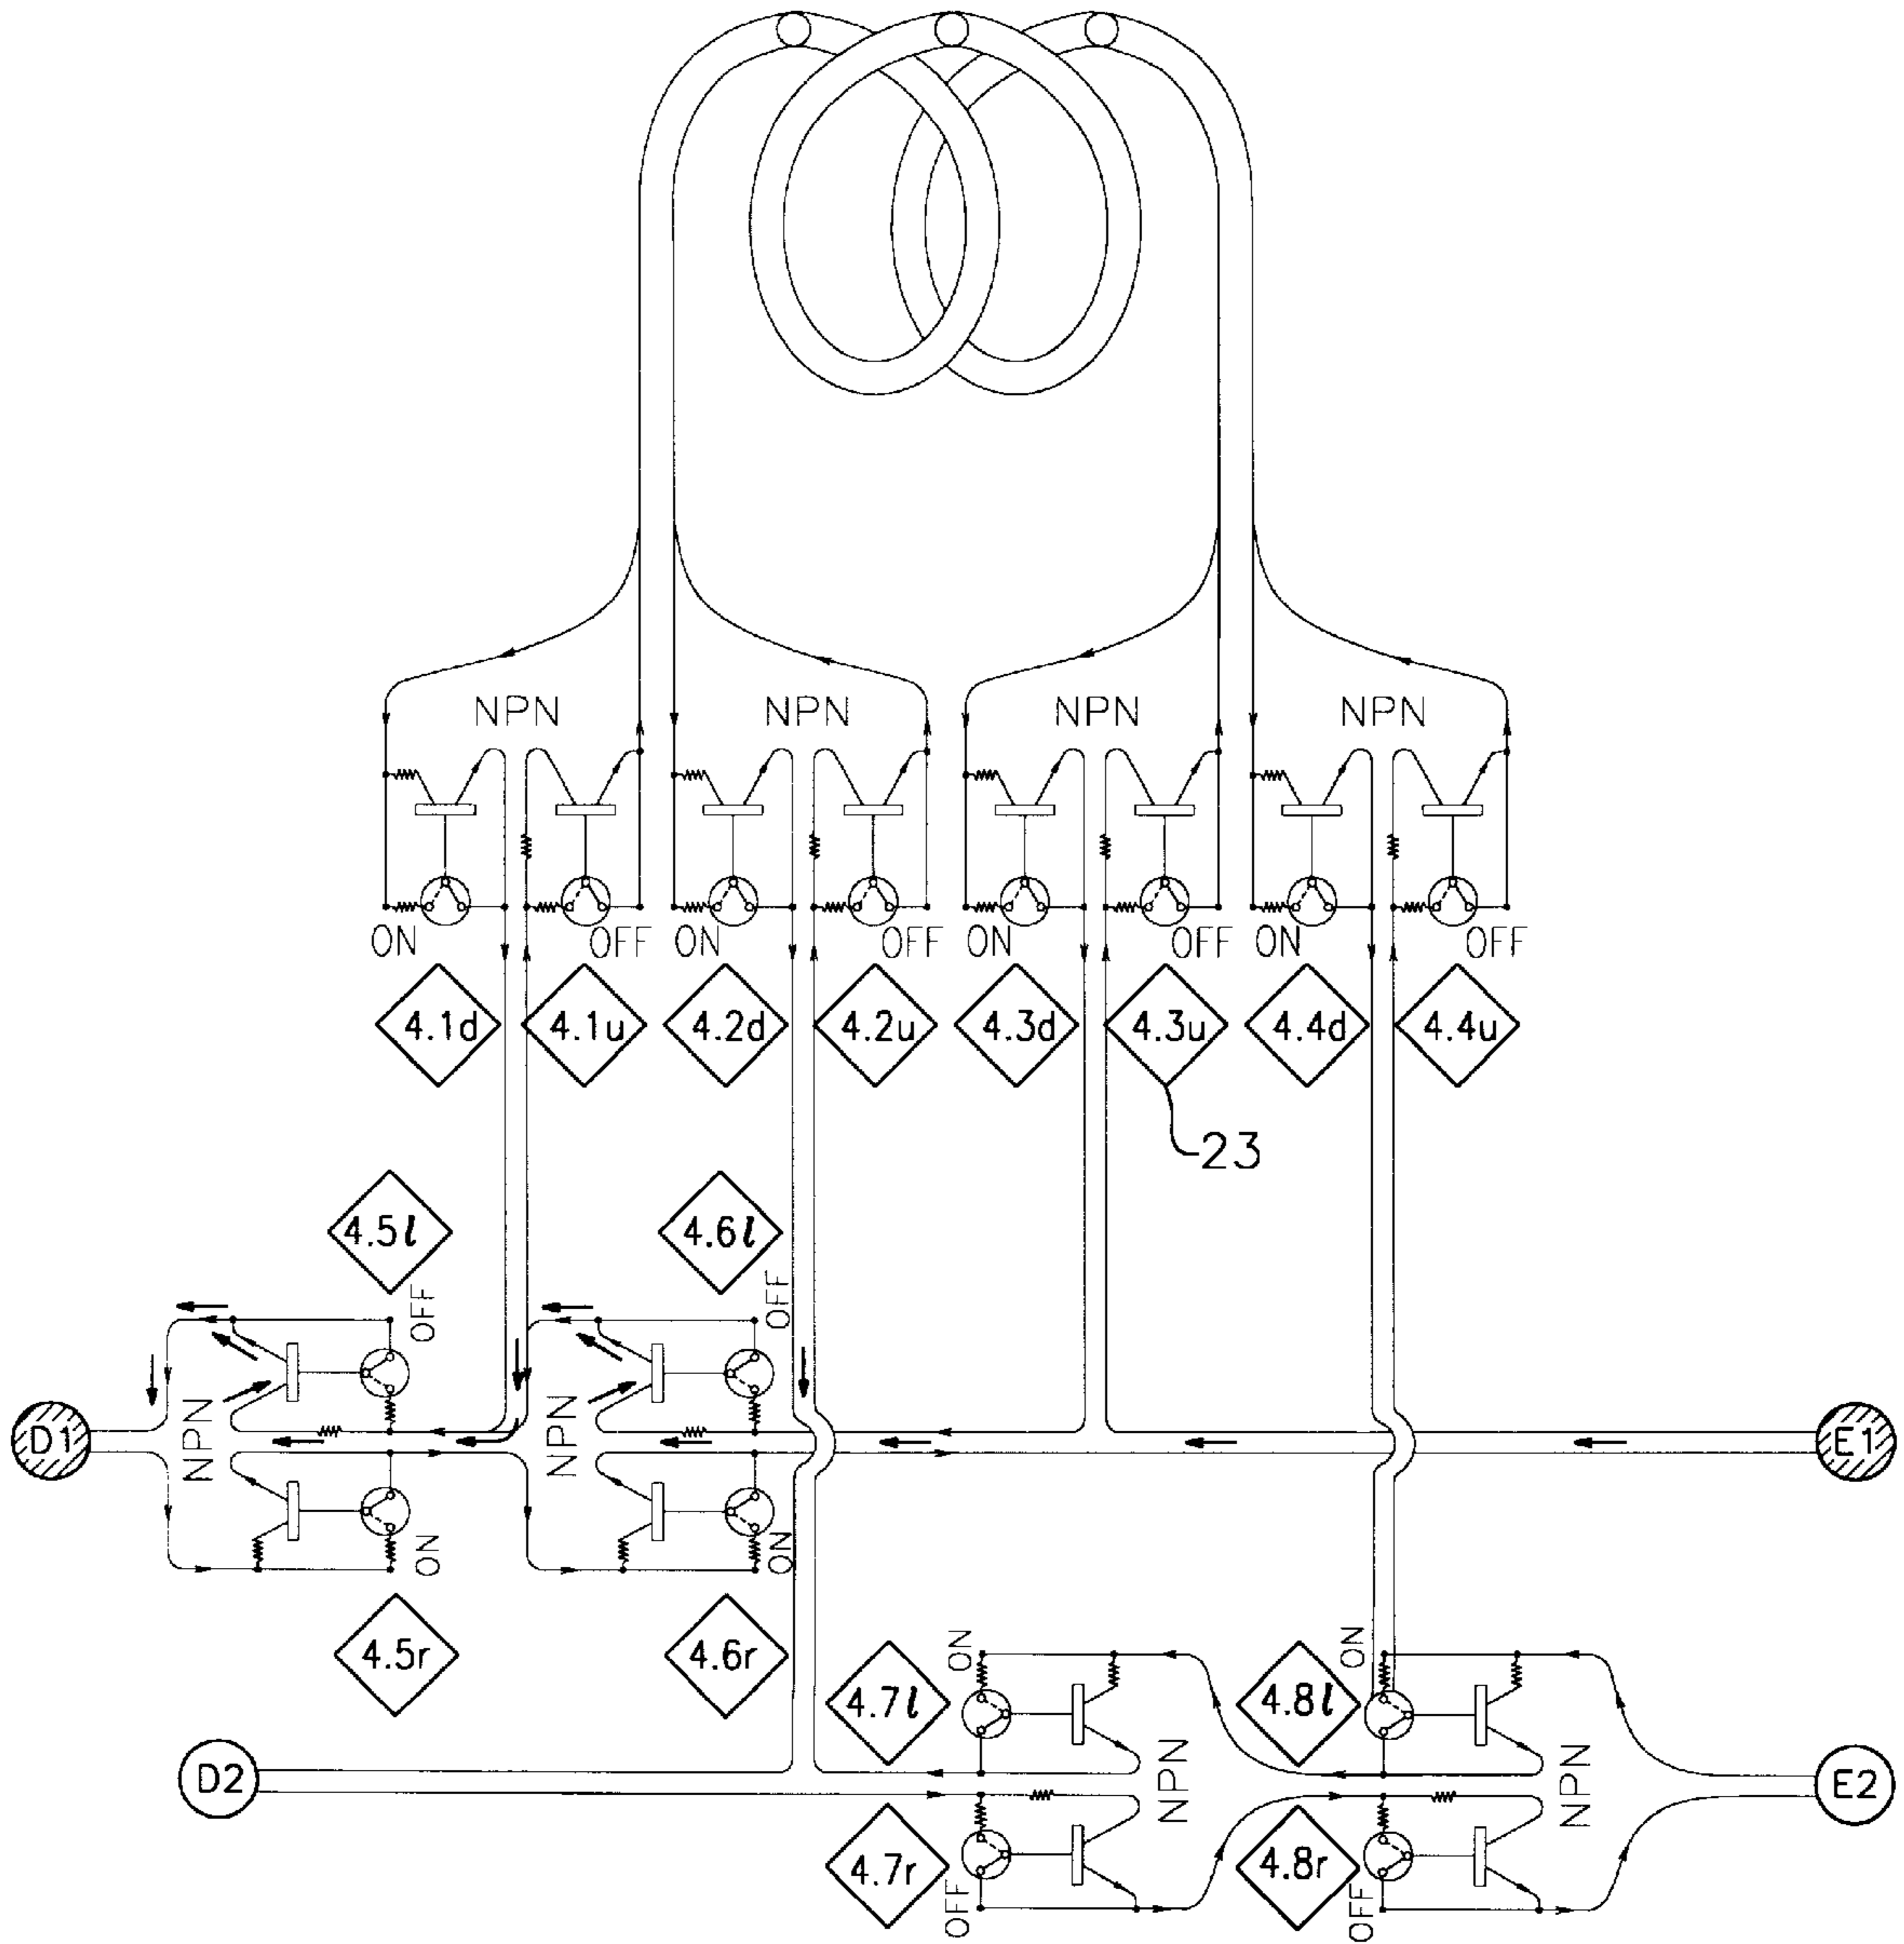 NPN NPN NPN NPN
ON OFF ON OFF ON OFF ON OFF
4.1d 4.1u 4.2d 4.2u 4.3d 4.3u 4.4d 4.4u
23
4.5l 4.6l
OFF OFF
D1 NPN NPN E1
ON ON
4.5r 4.6r
ON ON
4.7l 4.8l
D2 NPN NPN E2
4.7r 4.8r
OFF OFF